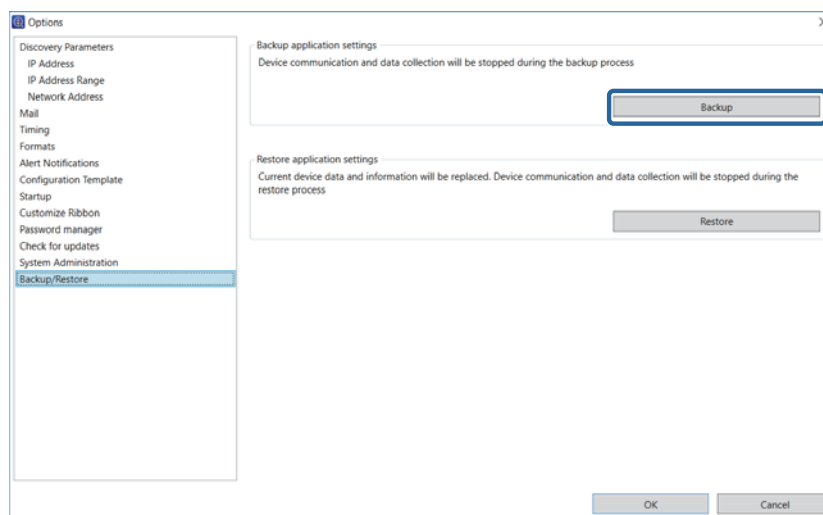 Options
Discovery Parameters
IP Address
IP Address Range
Network Address
Mail
Timing
Formats
Alert Notifications
Configuration Template
Startup
Customize Ribbon
Password manager
Check for updates
System Administration
Backup/Restore
Backup application settings
Device communication and data collection will be stopped during the backup process
Backup
Restore application settings
Current device data and information will be replaced. Device communication and data collection will be stopped during the
restore process
Restore
OK
Cancel